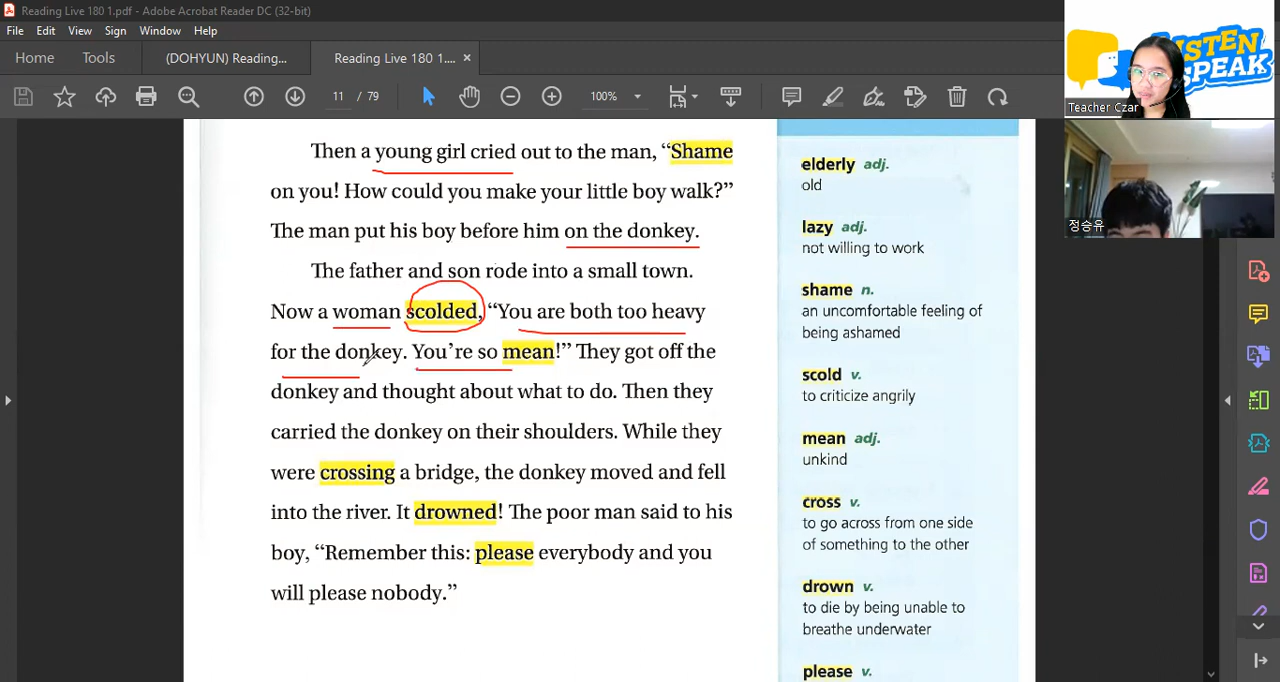 Reading Live 180 1.pdf - Adobe Acrobat Reader DC (32-bit)
File Edit View Sign Window Help
Home Tools (DOHYUN) Reading... Reading Live 180 1.... ×
11 / 79 100%
Then a young girl cried out to the man, “Shame
on you! How could you make your little boy walk?”
The man put his boy before him on the donkey.
The father and son rode into a small town.
Now a woman scolded, “You are both too heavy
for the donkey. You’re so mean!” They got off the
donkey and thought about what to do. Then they
carried the donkey on their shoulders. While they
were crossing a bridge, the donkey moved and fell
into the river. It drowned! The poor man said to his
boy, “Remember this: please everybody and you
will please nobody.”
elderly adj.
old
lazy adj.
not willing to work
shame n.
an uncomfortable feeling of
being ashamed
scold v.
to criticize angrily
mean adj.
unkind
cross v.
to go across from one side
of something to the other
drown v.
to die by being unable to
breathe underwater
please v.
SPEAK
Teacher Czar
정승유